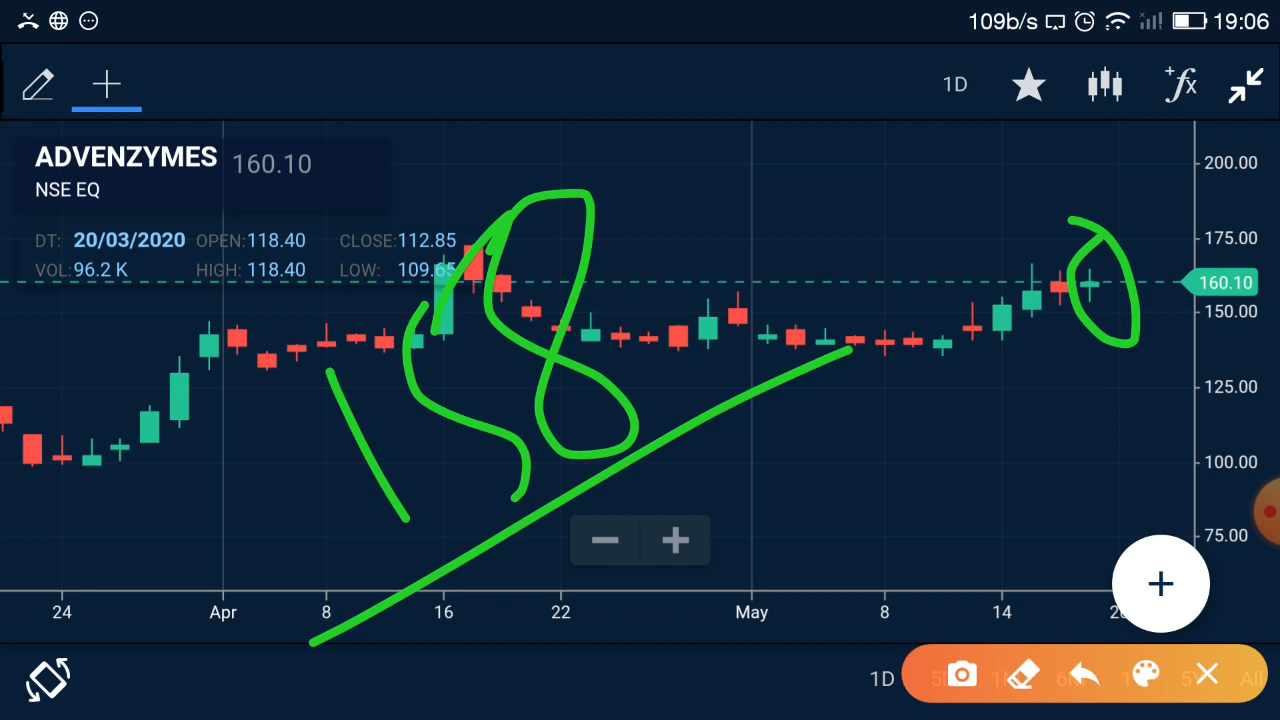 109b/s 19:06
1D +fx
ADVENZYMES 160.10
NSE EQ
DT: 20/03/2020 OPEN:118.40 CLOSE:112.85
VOL:96.2 K HIGH: 118.40 LOW: 109.65
200.00
175.00
160.10
150.00
125.00
100.00
75.00
158
24 Apr 8 16 22 May 8 14
1D